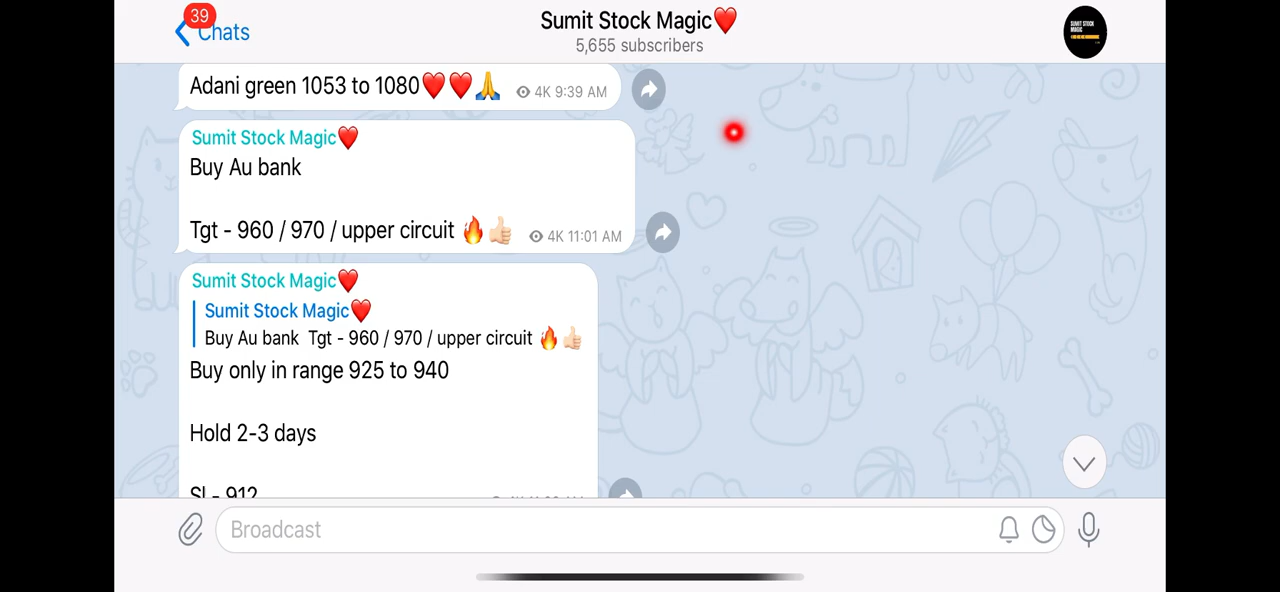 39
Chats
Sumit Stock Magic❤️
5,655 subscribers
SUMIT STOCK
MAGIC
Adani green 1053 to 1080❤️❤️🙏 4K 9:39 AM
Sumit Stock Magic❤️
Buy Au bank
Tgt - 960 / 970 / upper circuit 🔥👍🏻 4K 11:01 AM
Sumit Stock Magic❤️
Sumit Stock Magic❤️
Buy Au bank Tgt - 960 / 970 / upper circuit 🔥👍🏻
Buy only in range 925 to 940
Hold 2-3 days
SL - 912
Broadcast